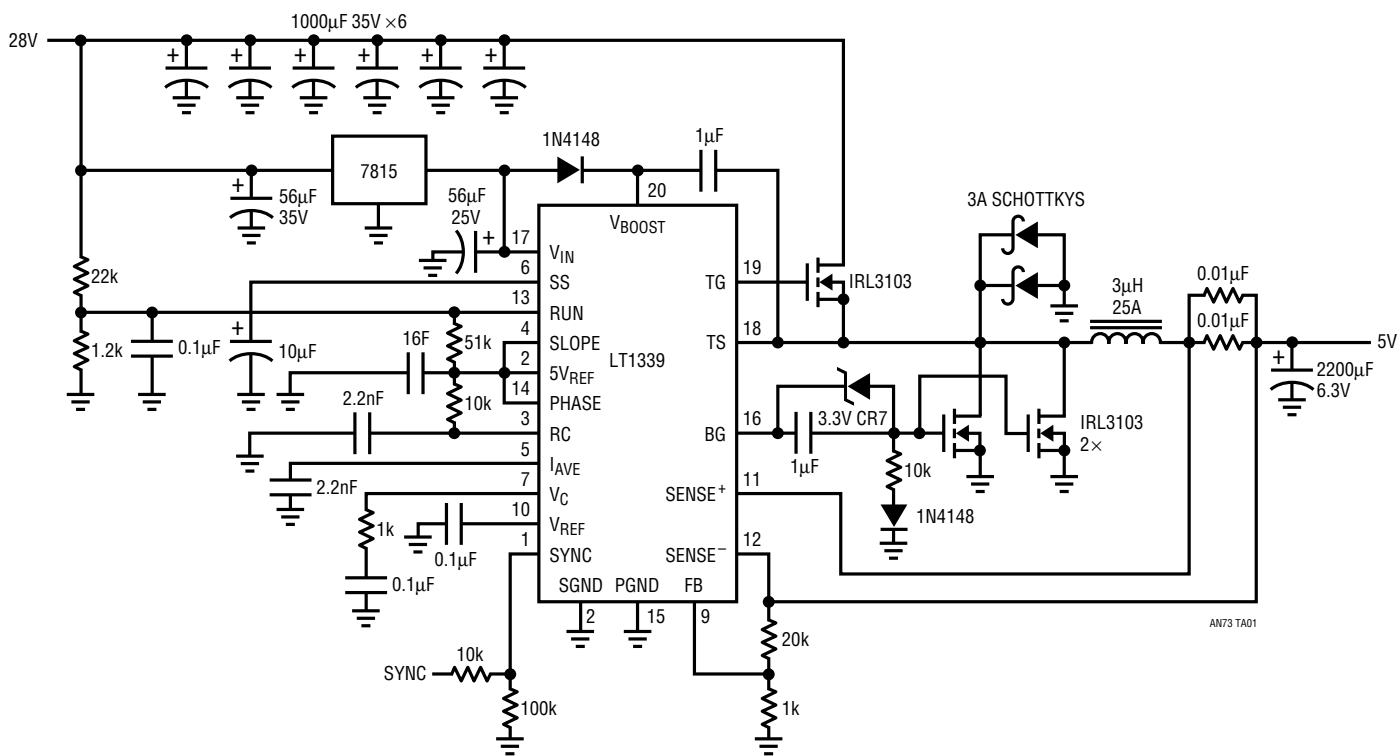 1000µF 35V ×6
28V
+
+
+
+
+
+
1N4148
1µF
7815
+
56µF
35V
56µF
25V
+
20
VBOOST
3A SCHOTTKYS
17
VIN
6
SS
22k
13
RUN
19
TG
IRL3103
3µH
25A
0.01µF
0.01µF
5V
+
2200µF
6.3V
1.2k
0.1µF
+
10µF
16F
51k
4
SLOPE
18
TS
LT1339
2
5VREF
14
PHASE
10k
2.2nF
3
RC
16
BG
3.3V CR7
1µF
10k
1N4148
IRL3103
2×
5
IAVE
2.2nF
7
VC
11
SENSE+
1k
10
VREF
0.1µF
0.1µF
1
SYNC
12
SENSE−
SGND
PGND
FB
2
15
9
20k
AN73 TA01
SYNC
10k
100k
1k